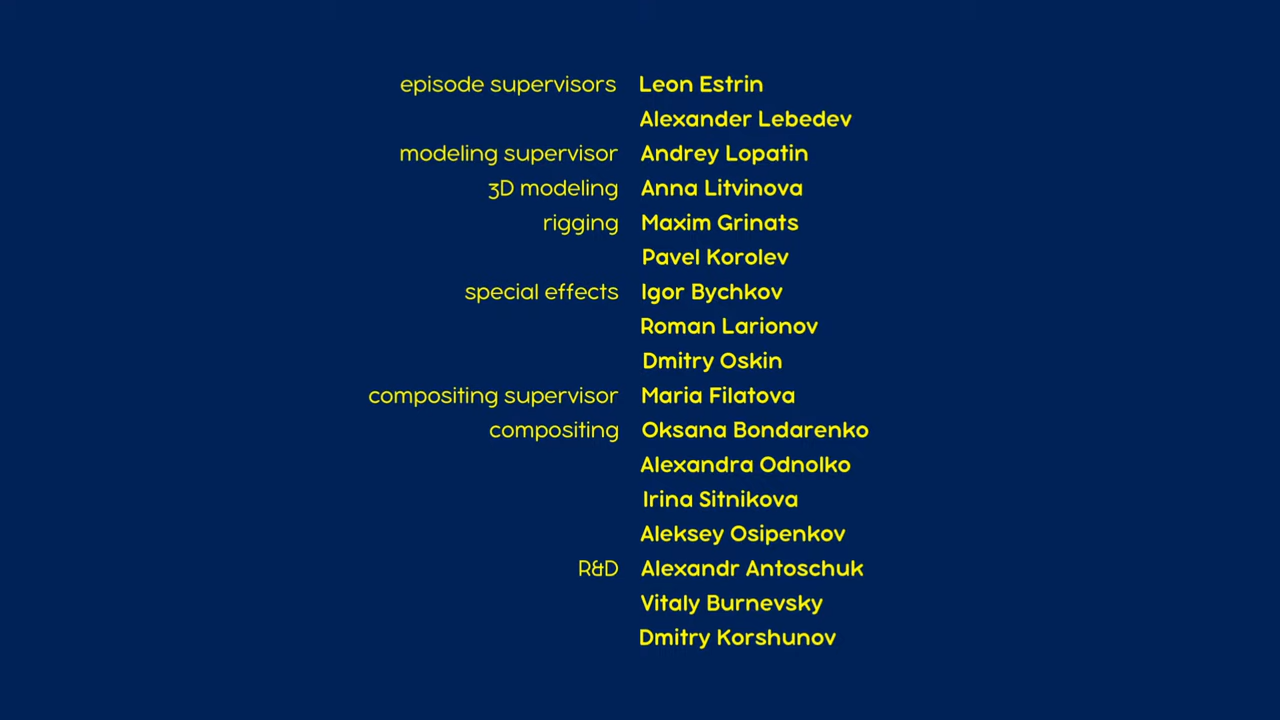 episode supervisors Leon Estrin
Alexander Lebedev
modeling supervisor Andrey Lopatin
3D modeling Anna Litvinova
rigging Maxim Grinats
Pavel Korolev
special effects Igor Bychkov
Roman Larionov
Dmitry Oskin
compositing supervisor Maria Filatova
compositing Oksana Bondarenko
Alexandra Odnolko
Irina Sitnikova
Aleksey Osipenkov
R&D Alexandr Antoschuk
Vitaly Burnevsky
Dmitry Korshunov